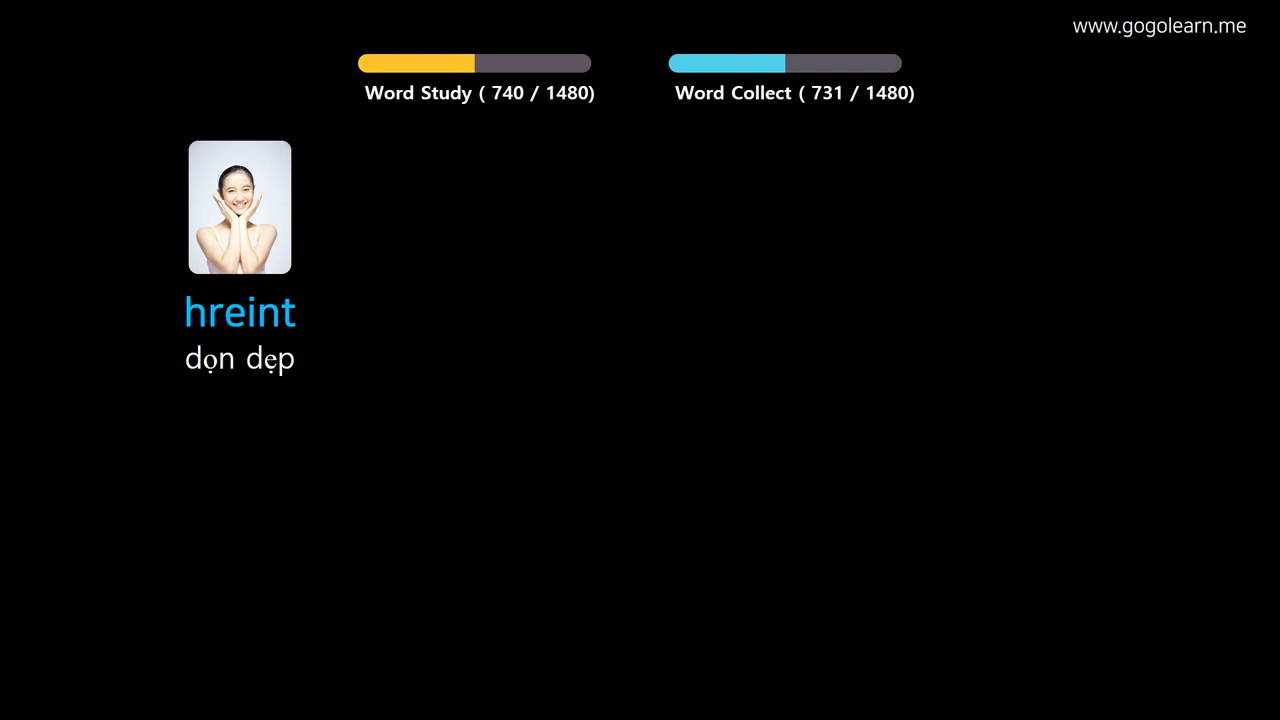 www.gogolearn.me
Word Study ( 740 / 1480)
Word Collect ( 731 / 1480)
hreint
dọn dẹp